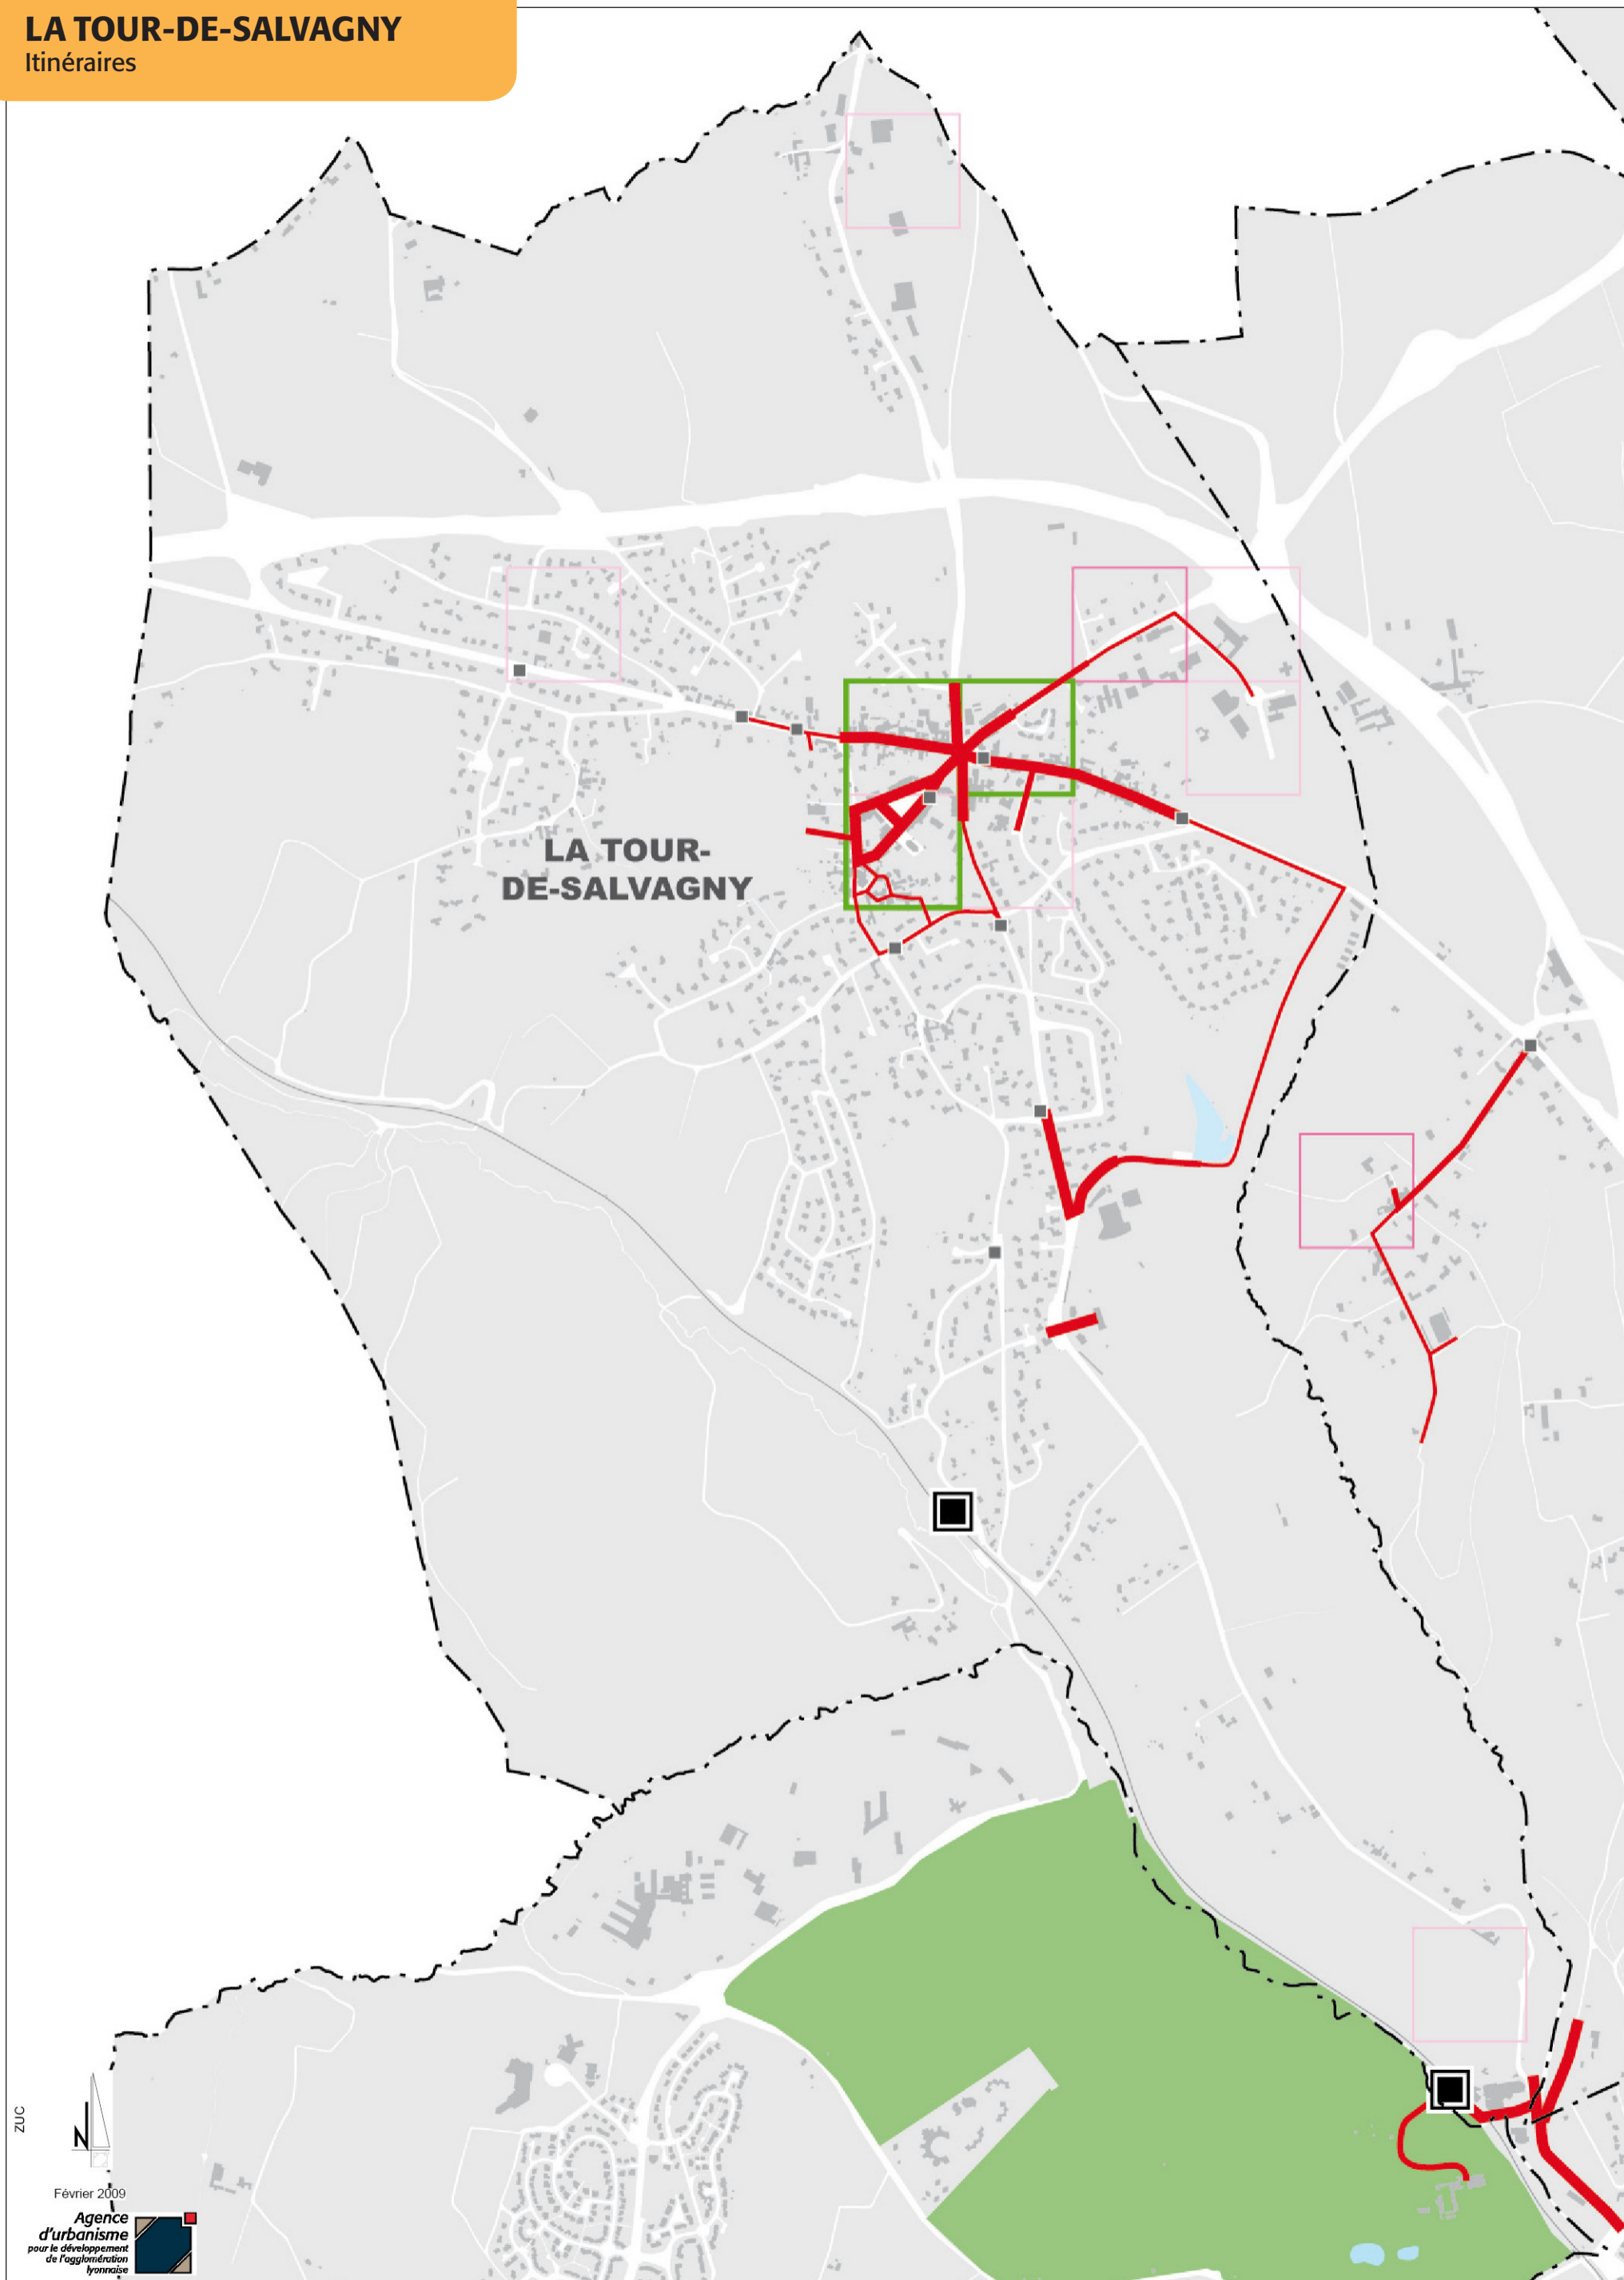 LA TOUR-DE-SALVAGNY
Itinéraires
LA TOUR-
DE-SALVAGNY
ZUC
N
Février 2009
Agence
d'urbanisme
pour le développement
de l'agglomération
lyonnaise